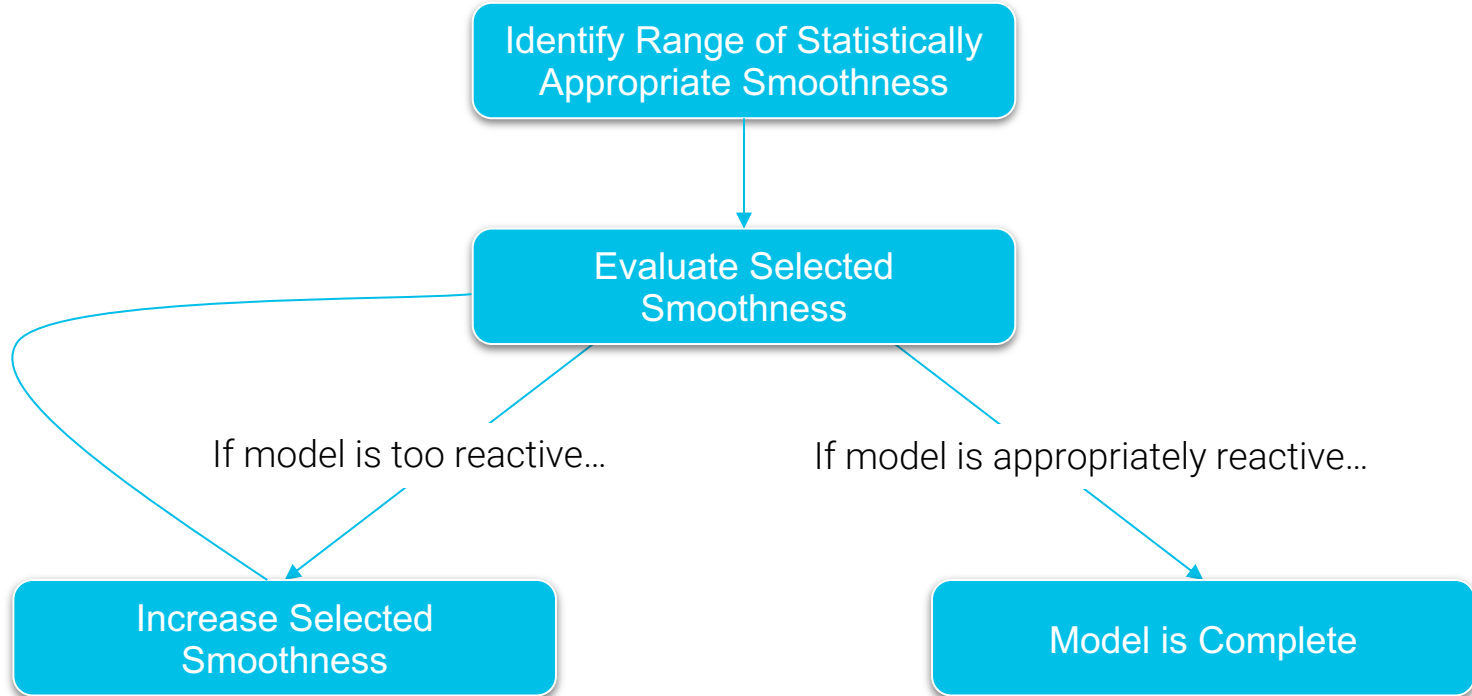 Identify Range of Statistically
Appropriate Smoothness
Evaluate Selected
Smoothness
If model is too reactive…
If model is appropriately reactive…
Increase Selected
Smoothness
Model is Complete